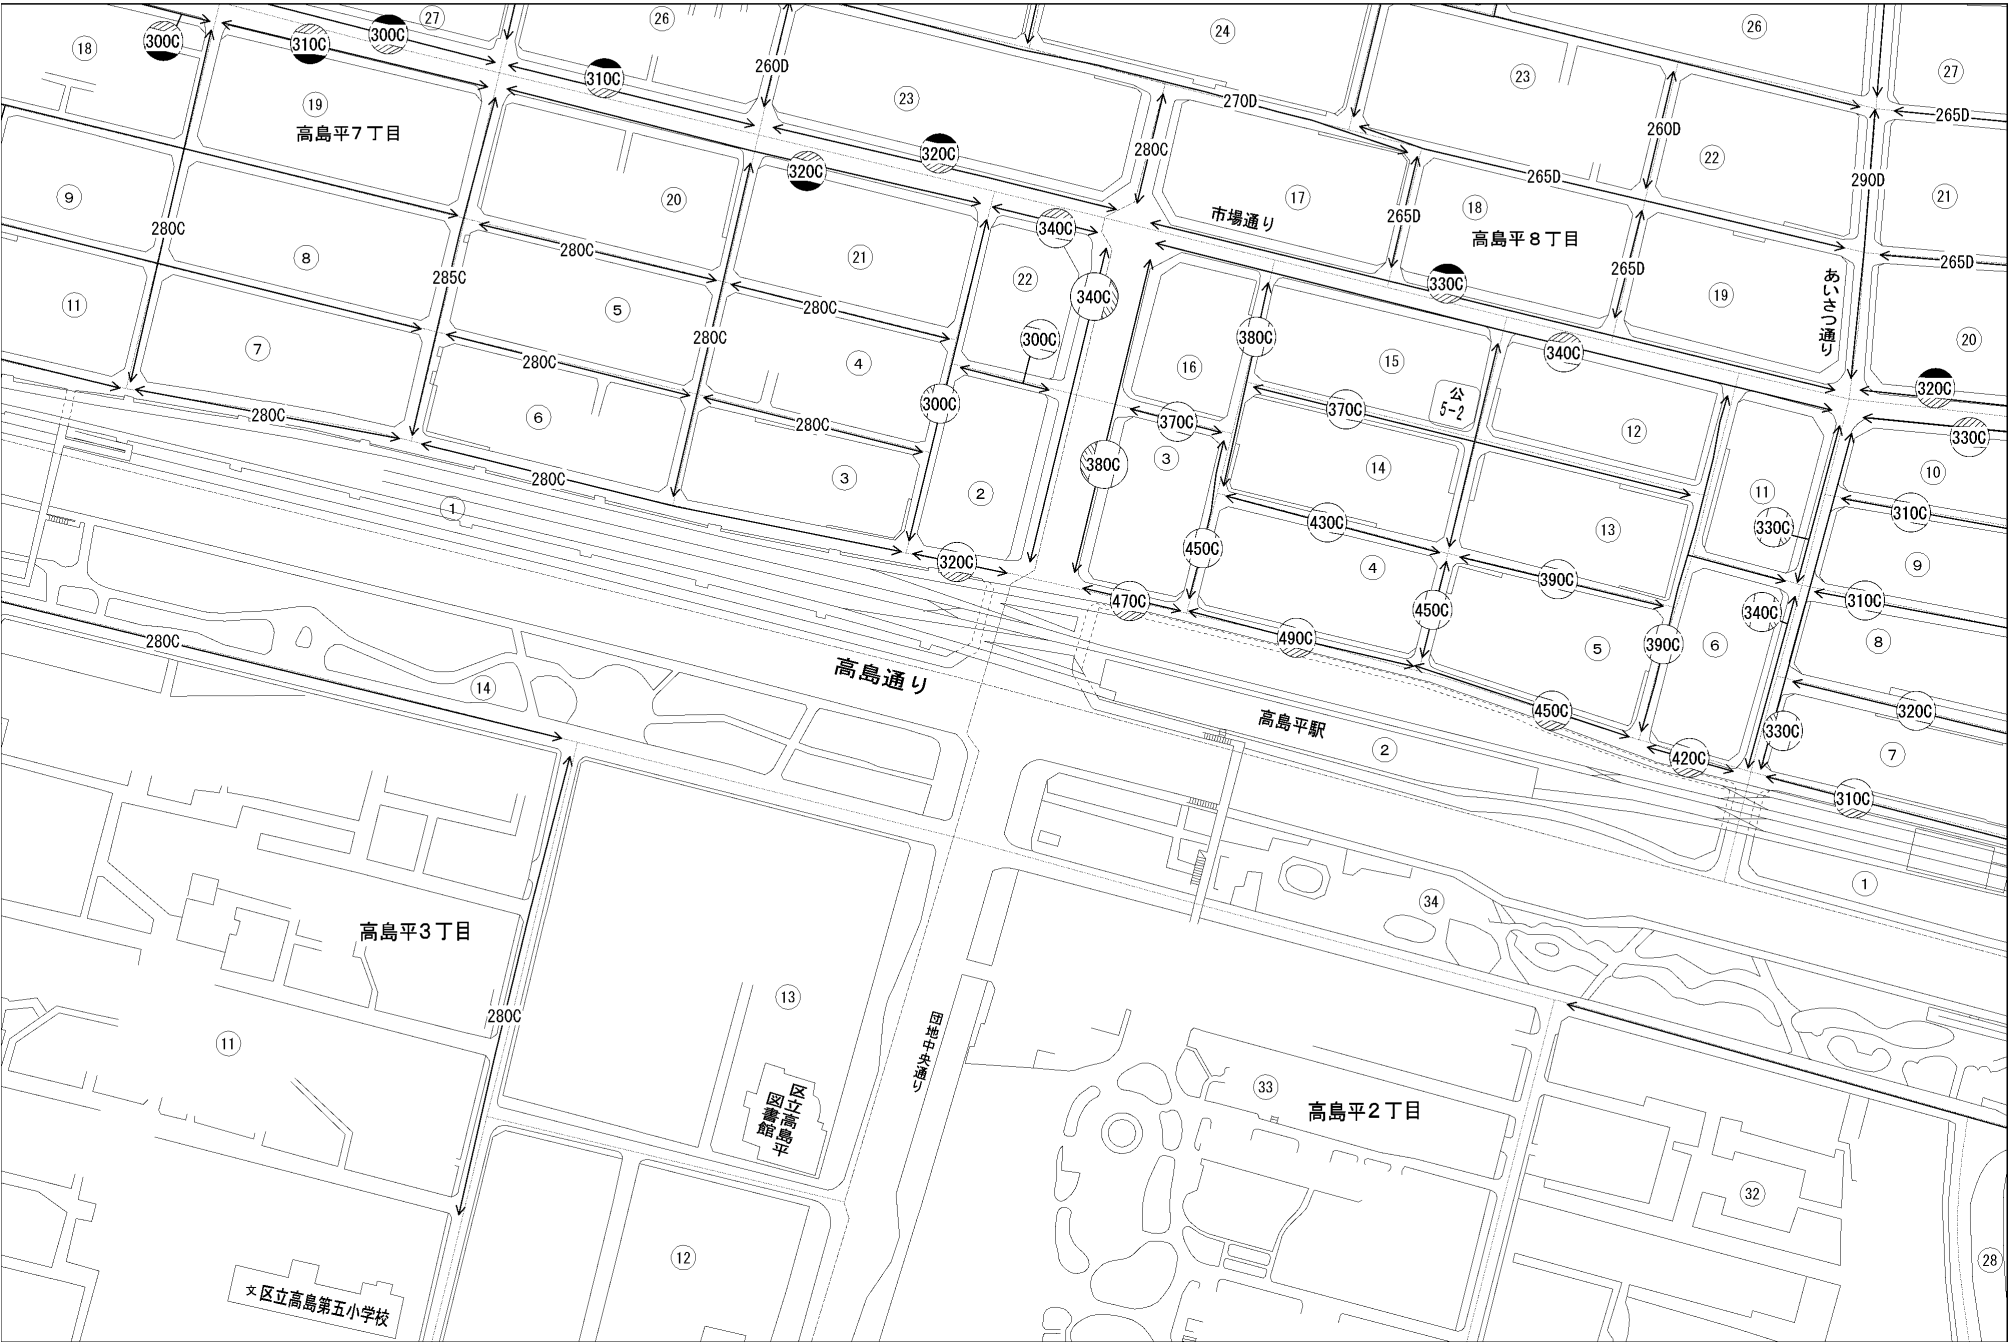 27
26
24
26
300C
310C
300C
18
310C
260D
23
270D
23
27
265D
19
高島平７丁目
320C
280C
260D
22
320C
265D
290D
9
20
17
18
21
280C
340C
市場通り
265D
高島平８丁目
280C
8
285C
21
22
330C
265D
265D
19
あいさつ通り
11
5
280C
340C
300C
380C
340C
20
7
280C
280C
4
16
15
公
5-2
320C
280C
6
280C
300C
370C
370C
12
330C
280C
3
2
380C
3
14
11
10
1
430C
13
330C
310C
320C
450C
4
390C
9
470C
450C
340C
310C
280C
490C
5
390C
6
8
14
高島通り
450C
320C
高島平駅
2
420C
330C
7
310C
1
34
高島平３丁目
13
280C
11
団地中央通り
区立高島平
図書館
33
高島平２丁目
32
12
28
文 区立高島第五小学校